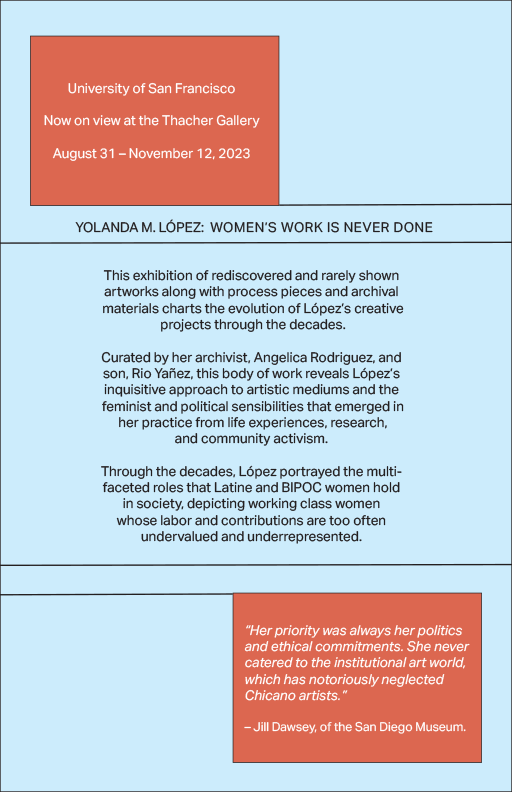 University of San Francisco
Now on view at the Thacher Gallery
August 31 – November 12, 2023
YOLANDA M. LÓPEZ: WOMEN'S WORK IS NEVER DONE
This exhibition of rediscovered and rarely shown
artworks along with process pieces and archival
materials charts the evolution of López's creative
projects through the decades.
Curated by her archivist, Angelica Rodriguez, and
son, Rio Yañez, this body of work reveals López's
inquisitive approach to artistic mediums and the
feminist and political sensibilities that emerged in
her practice from life experiences, research,
and community activism.
Through the decades, López portrayed the multi-
faceted roles that Latine and BIPOC women hold
in society, depicting working class women
whose labor and contributions are too often
undervalued and underrepresented.
"Her priority was always her politics
and ethical commitments. She never
catered to the institutional art world,
which has notoriously neglected
Chicano artists."
– Jill Dawsey, of the San Diego Museum.